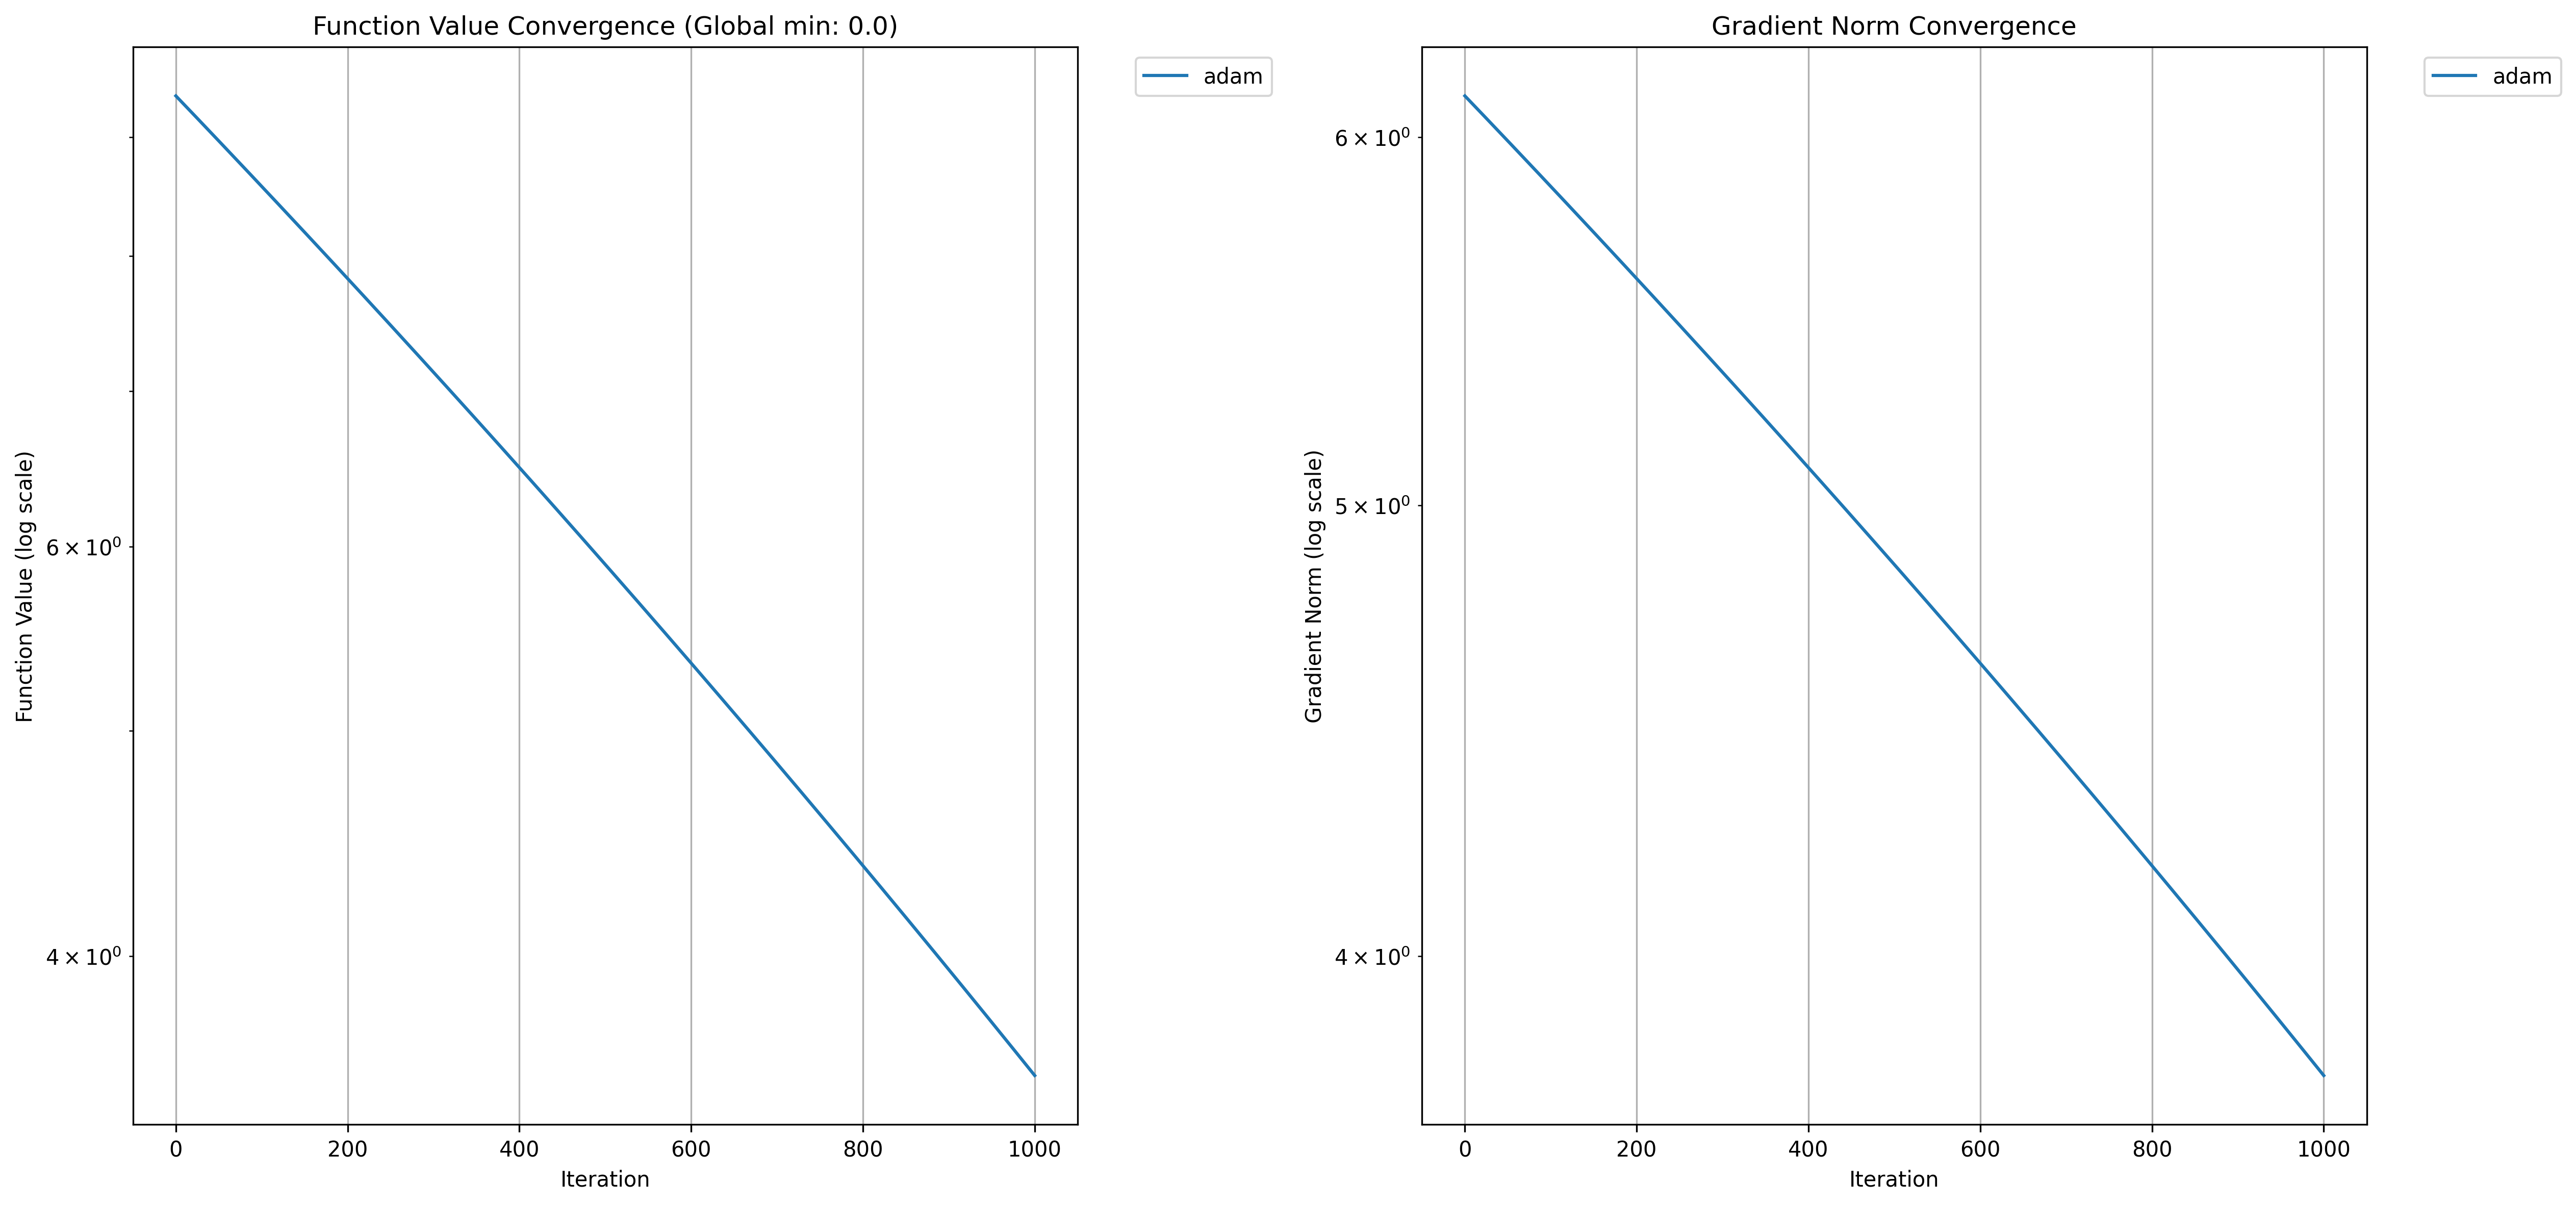 Function Value Convergence (Global min: 0.0)
adam
Function Value (log scale)
6 × 10⁰
4 × 10⁰
0 200 400 600 800 1000
Iteration
Gradient Norm Convergence
adam
Gradient Norm (log scale)
6 × 10⁰
5 × 10⁰
4 × 10⁰
0 200 400 600 800 1000
Iteration